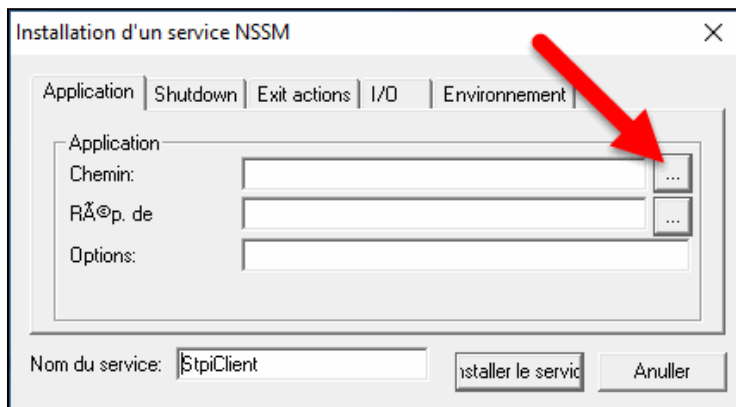 Installation d'un service NSSM
Application Shutdown Exit actions I/O Environnement
Application
Chemin: ...
RÃ©p. de ...
Options:
Nom du service: StpiClient nstaller le servic Anuller